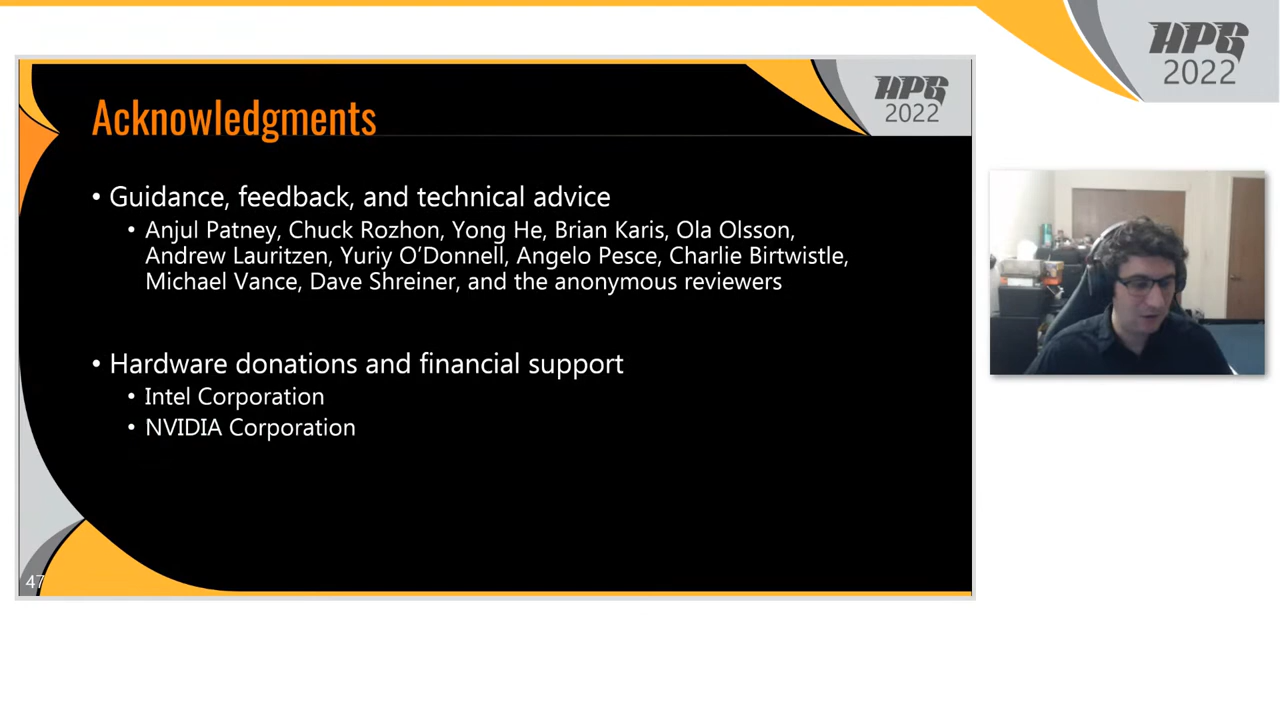 HPG
2022
HPG
2022
Acknowledgments
• Guidance, feedback, and technical advice
• Anjul Patney, Chuck Rozhon, Yong He, Brian Karis, Ola Olsson,
Andrew Lauritzen, Yuriy O’Donnell, Angelo Pesce, Charlie Birtwistle,
Michael Vance, Dave Shreiner, and the anonymous reviewers
• Hardware donations and financial support
• Intel Corporation
• NVIDIA Corporation
47